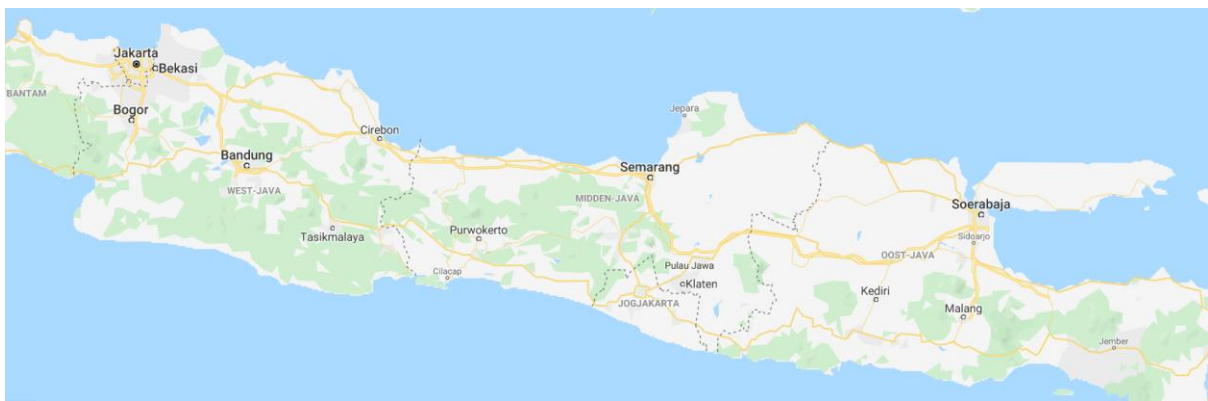 Jakarta
Bekasi
BANTAM
Bogor
Jepara
Cirebon
Bandung
Semarang
WEST-JAVA
MIDDEN-JAVA
Soerabaja
Tasikmalaya
Purwokerto
Sidoarjo
OOST-JAVA
Cilacap
Pulau Jawa
Klaten
Kediri
JOGJAKARTA
Malang
Jember